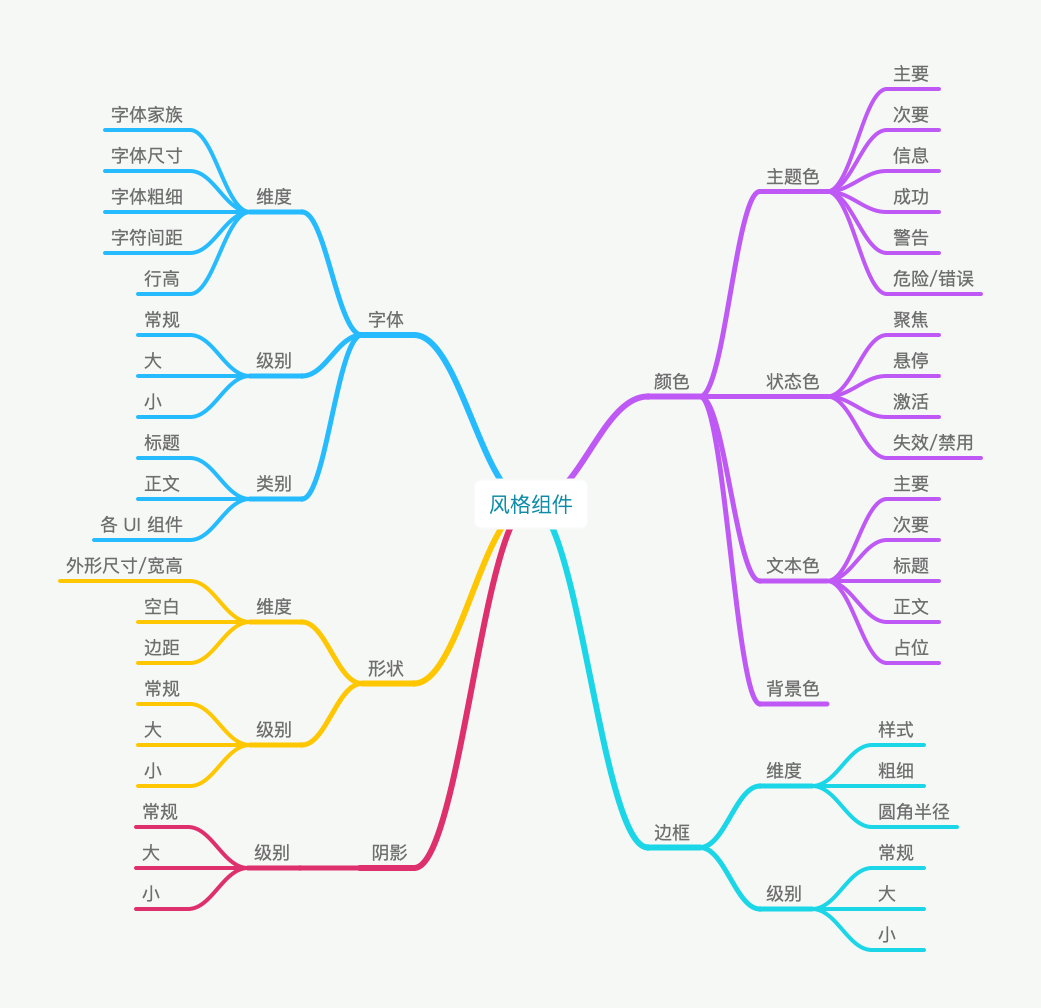 风格组件
字体
维度
字体家族
字体尺寸
字体粗细
字符间距
行高
级别
常规
大
小
类别
标题
正文
各 UI 组件
形状
维度
外形尺寸/宽高
空白
边距
级别
常规
大
小
阴影
级别
常规
大
小
颜色
主题色
主要
次要
信息
成功
警告
危险/错误
状态色
聚焦
悬停
激活
失效/禁用
文本色
主要
次要
标题
正文
占位
背景色
边框
维度
样式
粗细
圆角半径
级别
常规
大
小